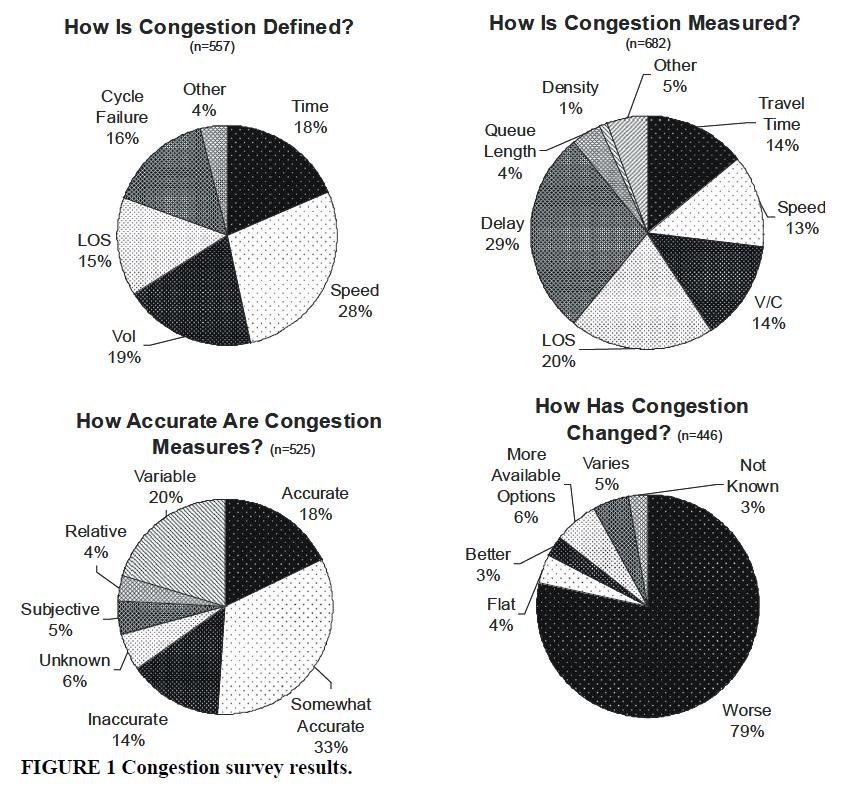 How Is Congestion Defined?
(n=557)
Cycle
Failure
16%
Other
4%
Time
18%
LOS
15%
Speed
28%
Vol
19%
How Is Congestion Measured?
(n=682)
Other
5%
Density
1%
Travel
Time
14%
Queue
Length
4%
Speed
13%
Delay
29%
V/C
14%
LOS
20%
How Accurate Are Congestion
Measures? (n=525)
Variable
20%
Accurate
18%
Relative
4%
Subjective
5%
Unknown
6%
Inaccurate
14%
Somewhat
Accurate
33%
How Has Congestion
Changed? (n=446)
More
Available
Options
6%
Varies
5%
Not
Known
3%
Better
3%
Flat
4%
Worse
79%
FIGURE 1 Congestion survey results.